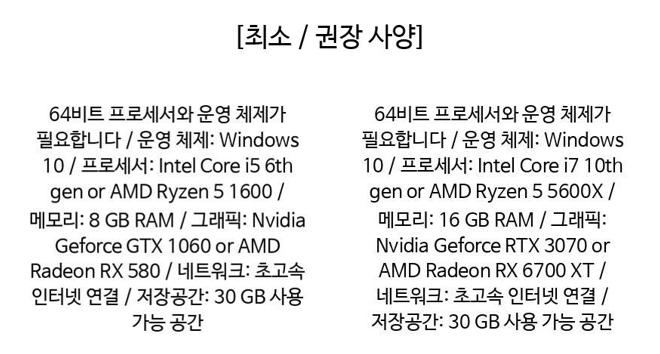 [최소 / 권장 사양]
64비트 프로세서와 운영 체제가
필요합니다 / 운영 체제: Windows
10 / 프로세서: Intel Core i5 6th
gen or AMD Ryzen 5 1600 /
메모리: 8 GB RAM / 그래픽: Nvidia
Geforce GTX 1060 or AMD
Radeon RX 580 / 네트워크: 초고속
인터넷 연결 / 저장공간: 30 GB 사용
가능 공간
64비트 프로세서와 운영 체제가
필요합니다 / 운영 체제: Windows
10 / 프로세서: Intel Core i7 10th
gen or AMD Ryzen 5 5600X /
메모리: 16 GB RAM / 그래픽:
Nvidia Geforce RTX 3070 or
AMD Radeon RX 6700 XT /
네트워크: 초고속 인터넷 연결 /
저장공간: 30 GB 사용 가능 공간